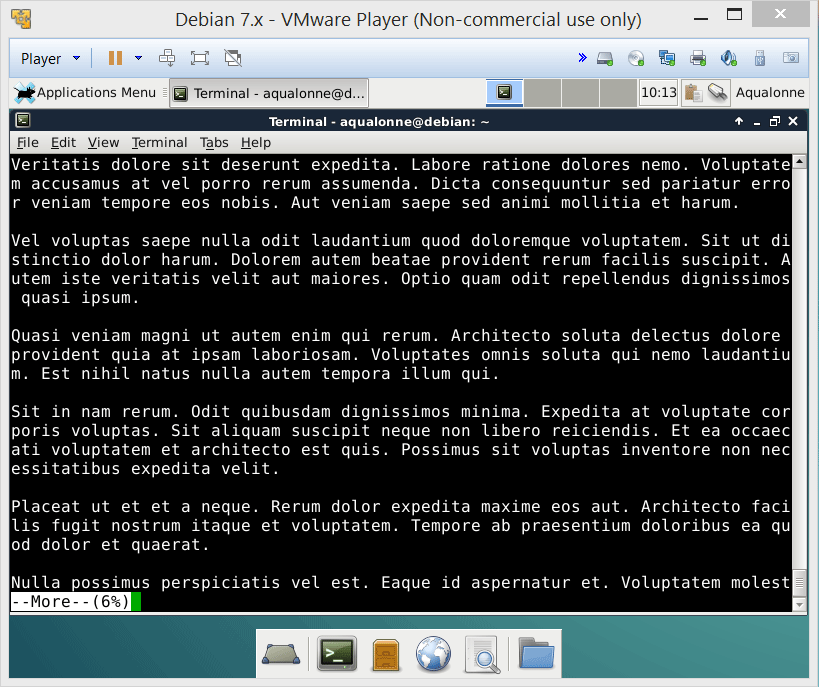 Debian 7.x - VMware Player (Non-commercial use only)
Player
Applications Menu
Terminal - aqualonne@d...
10:13
Aqualonne
Terminal - aqualonne@debian: ~
File Edit View Terminal Tabs Help
Veritatis dolore sit deserunt expedita. Labore ratione dolores nemo. Voluptate
m accusamus at vel porro rerum assumenda. Dicta consequuntur sed pariatur erro
r veniam tempore eos nobis. Aut veniam saepe sed animi mollitia et harum.
Vel voluptas saepe nulla odit laudantium quod doloremque voluptatem. Sit ut di
stinctio dolor harum. Dolorem autem beatae provident rerum facilis suscipit. A
utem iste veritatis velit aut maiores. Optio quam odit repellendus dignissimos
quasi ipsum.
Quasi veniam magni ut autem enim qui rerum. Architecto soluta delectus dolore
provident quia at ipsam laboriosam. Voluptates omnis soluta qui nemo laudantiu
m. Est nihil natus nulla autem tempora illum qui.
Sit in nam rerum. Odit quibusdam dignissimos minima. Expedita at voluptate cor
poris voluptas. Sit aliquam suscipit neque non libero reiciendis. Et ea occaec
ati voluptatem et architecto est quis. Possimus sit voluptas inventore non nec
essitatibus expedita velit.
Placeat ut et et a neque. Rerum dolor expedita maxime eos aut. Architecto faci
lis fugit nostrum itaque et voluptatem. Tempore ab praesentium doloribus ea qu
od dolor et quaerat.
Nulla possimus perspiciatis vel est. Eaque id aspernatur et. Voluptatem molest
--More--(6%)